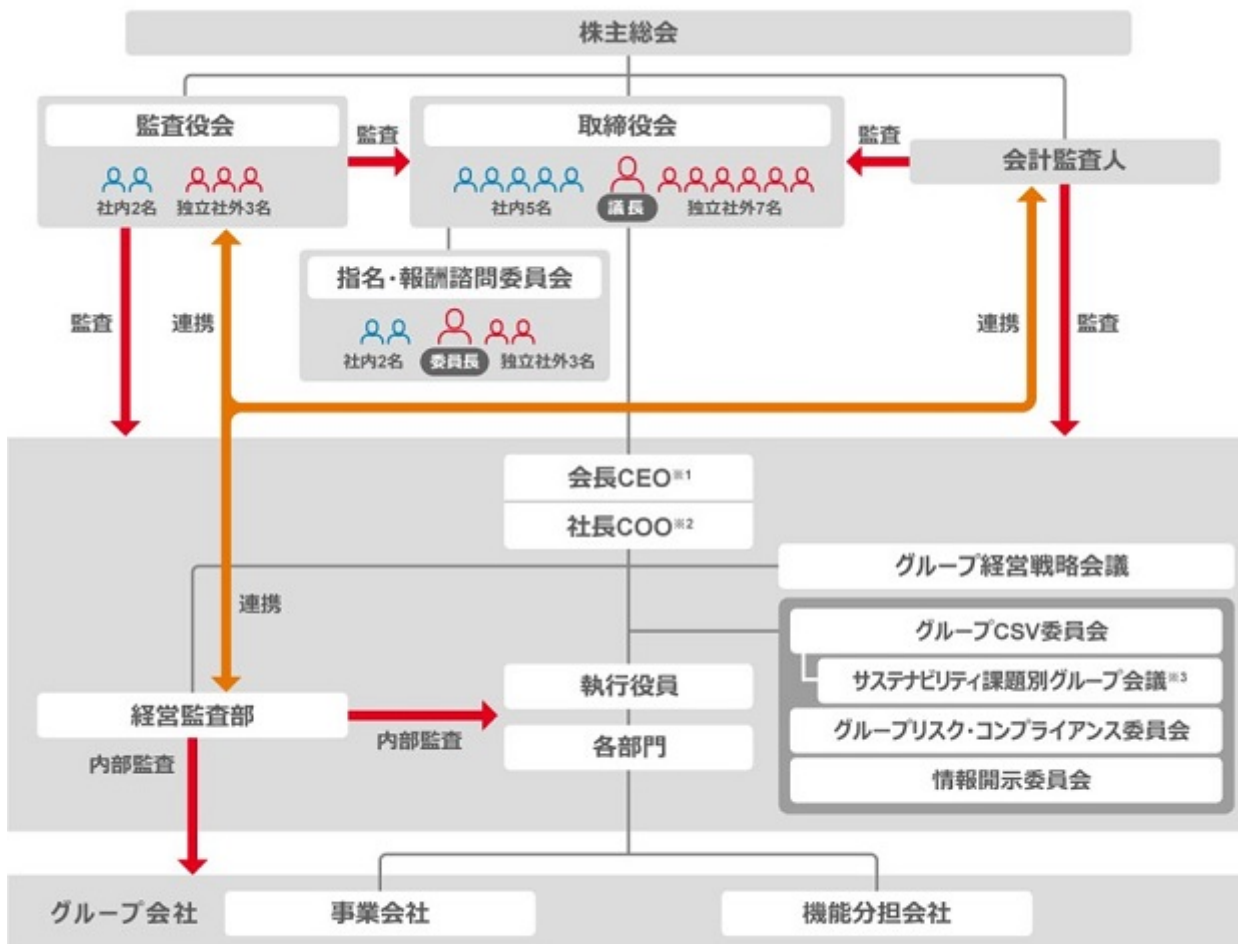 株主総会
監査役会
監査
取締役会
監査
会計監査人
社内2名
独立社外3名
社内5名
議長
独立社外7名
指名・報酬諮問委員会
社内2名
委員長
独立社外3名
監査
連携
連携
監査
会長CEO※1
社長COO※2
グループ経営戦略会議
連携
グループCSV委員会
サステナビリティ課題別グループ会議※3
グループリスク・コンプライアンス委員会
情報開示委員会
執行役員
経営監査部
内部監査
各部門
内部監査
グループ会社
事業会社
機能分担会社